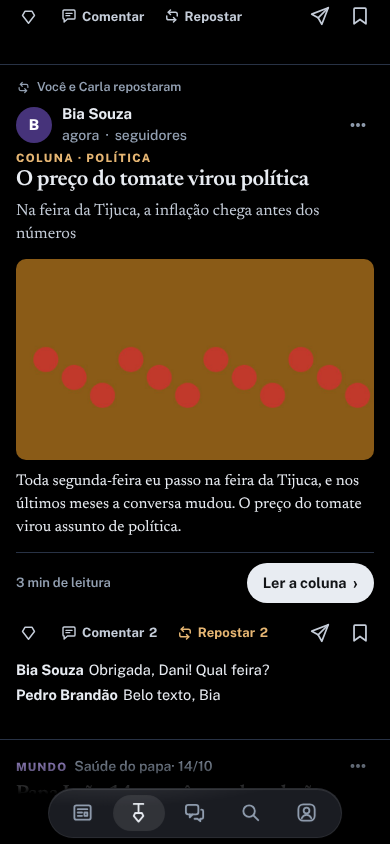 Comentar
Repostar
Você e Carla repostaram
B
Bia Souza
agora · seguidores
COLUNA · POLÍTICA
O preço do tomate virou política
Na feira da Tijuca, a inflação chega antes dos
números
Toda segunda-feira eu passo na feira da Tijuca, e nos
últimos meses a conversa mudou. O preço do tomate
virou assunto de política.
3 min de leitura
Ler a coluna ›
Comentar 2
Repostar 2
Bia Souza Obrigada, Dani! Qual feira?
Pedro Brandão Belo texto, Bia
MUNDO Saúde do papa· 14/10